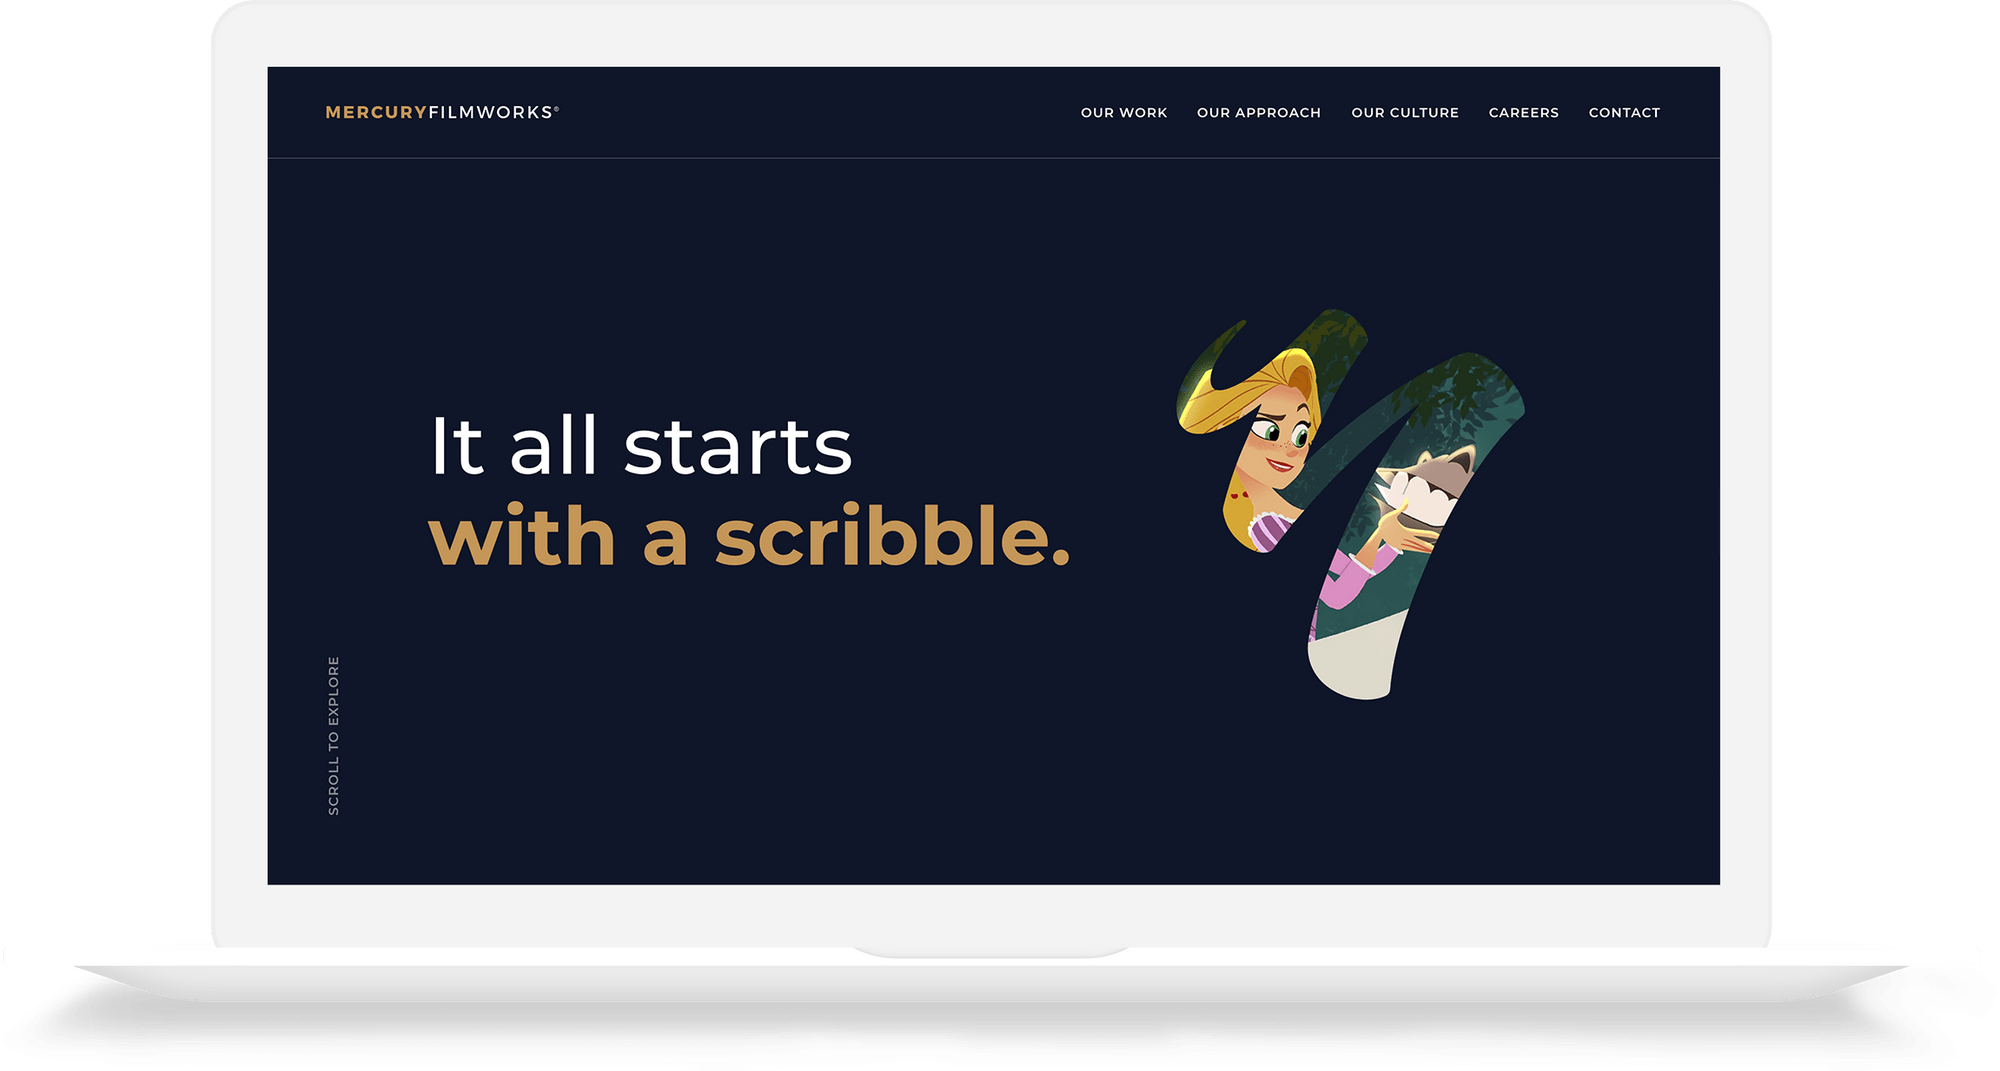 MERCURYFILMWORKS®
OUR WORK OUR APPROACH OUR CULTURE CAREERS CONTACT
It all starts
with a scribble.
SCROLL TO EXPLORE